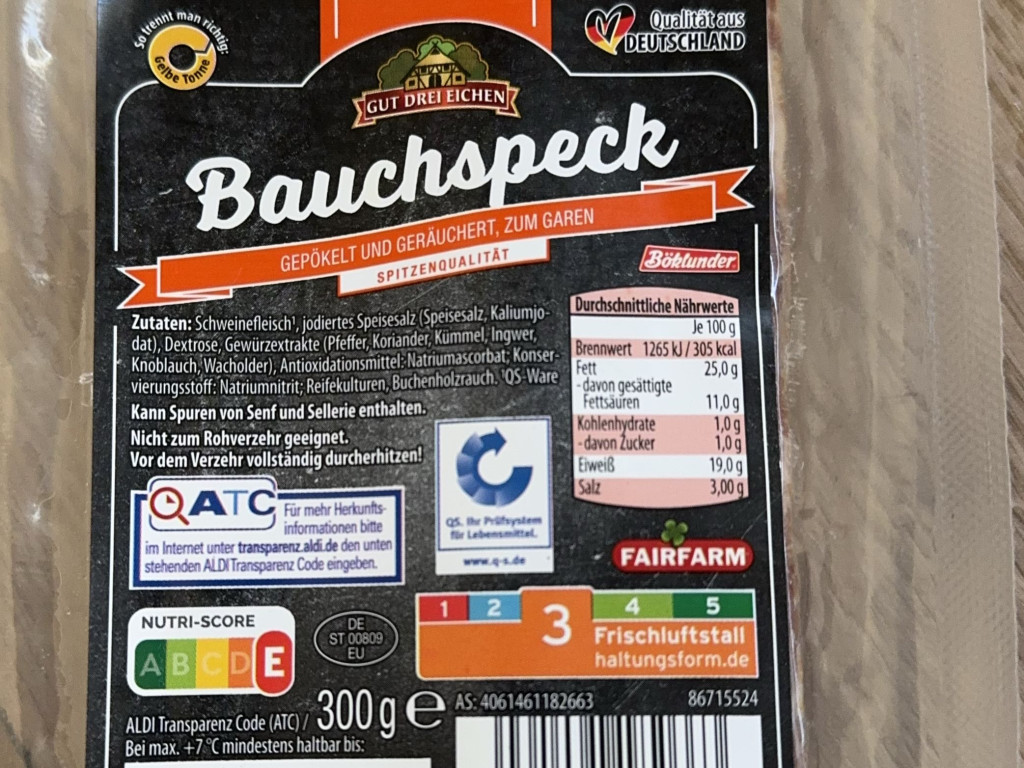 So trennt man richtig:
Gelbe Tonne
Qualität aus
DEUTSCHLAND
GUT DREI EICHEN
Bauchspeck
GEPÖKELT UND GERÄUCHERT, ZUM GAREN
SPITZENQUALITÄT
Böklunder
Zutaten: Schweinefleisch¹, jodiertes Speisesalz (Speisesalz, Kaliumjo-
dat), Dextrose, Gewürzextrakte (Pfeffer, Koriander, Kümmel, Ingwer,
Knoblauch, Wacholder), Antioxidationsmittel: Natriumascorbat; Konser-
vierungsstoff: Natriumnitrit; Reifekulturen, Buchenholzrauch. ¹QS-Ware
Kann Spuren von Senf und Sellerie enthalten.
Nicht zum Rohverzehr geeignet.
Vor dem Verzehr vollständig durcherhitzen!
Durchschnittliche Nährwerte
Je 100 g
Brennwert 1265 kJ / 305 kcal
Fett 25,0 g
- davon gesättigte
Fettsäuren 11,0 g
Kohlenhydrate 1,0 g
- davon Zucker 1,0 g
Eiweiß 19,0 g
Salz 3,00 g
ATC
Für mehr Herkunfts-
informationen bitte
im Internet unter transparenz.aldi.de den unten
stehenden ALDI Transparenz Code eingeben.
QS. Ihr Prüfsystem
für Lebensmittel.
www.q-s.de
FAIRFARM
NUTRI-SCORE
A B C D E
DE
ST 00809
EU
1 2 3 4 5
Frischluftstall
haltungsform.de
300 g e
AS: 4061461182663
86715524
ALDI Transparenz Code (ATC) /
Bei max. +7 °C mindestens haltbar bis: